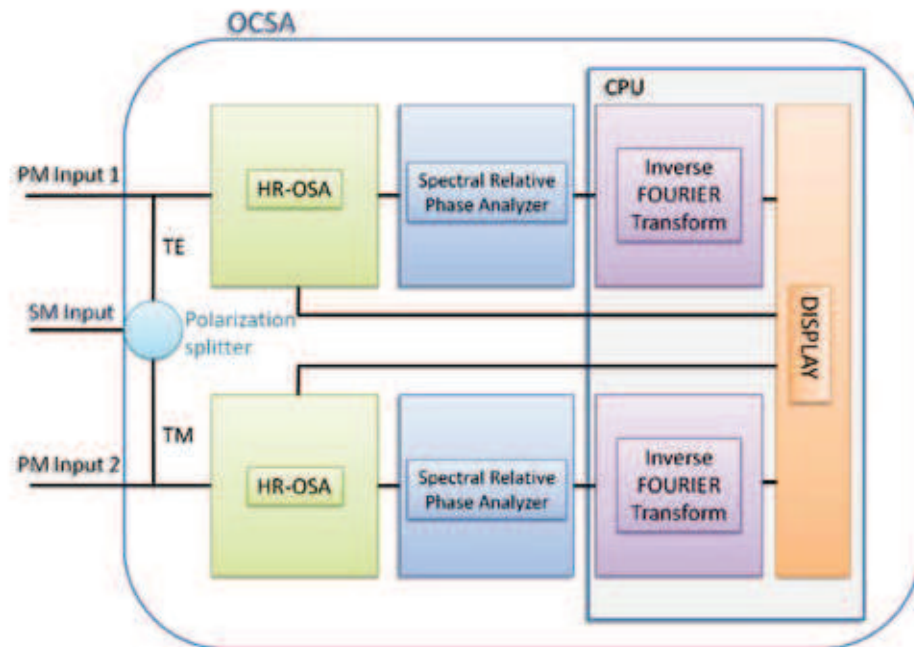 OCSA
CPU
PM Input 1
HR-OSA
Spectral Relative
Phase Analyzer
Inverse
FOURIER
Transform
TE
SM Input
Polarization
splitter
DISPLAY
TM
PM Input 2
HR-OSA
Spectral Relative
Phase Analyzer
Inverse
FOURIER
Transform